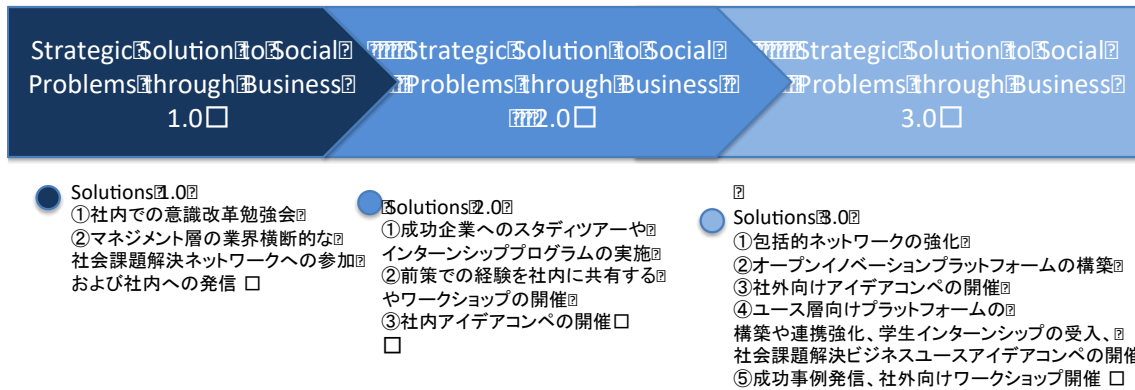 Strategic Solution to Social
Problems through Business
1.0
Strategic Solution to Social
Problems through Business
2.0
Strategic Solution to Social
Problems through Business
3.0
Solutions 1.0
①社内での意識改革勉強会
②マネジメント層の業界横断的な
社会課題解決ネットワークへの参加
および社内への発信
Solutions 2.0
①成功企業へのスタディツアーや
インターンシッププログラムの実施
②前策での経験を社内に共有する
やワークショップの開催
③社内アイデアコンペの開催
Solutions 3.0
①包括的ネットワークの強化
②オープンイノベーションプラットフォームの構築
③社外向けアイデアコンペの開催
④ユース層向けプラットフォームの
構築や連携強化、学生インターンシップの受入、
社会課題解決ビジネスユースアイデアコンペの開催
⑤成功事例発信、社外向けワークショップ開催